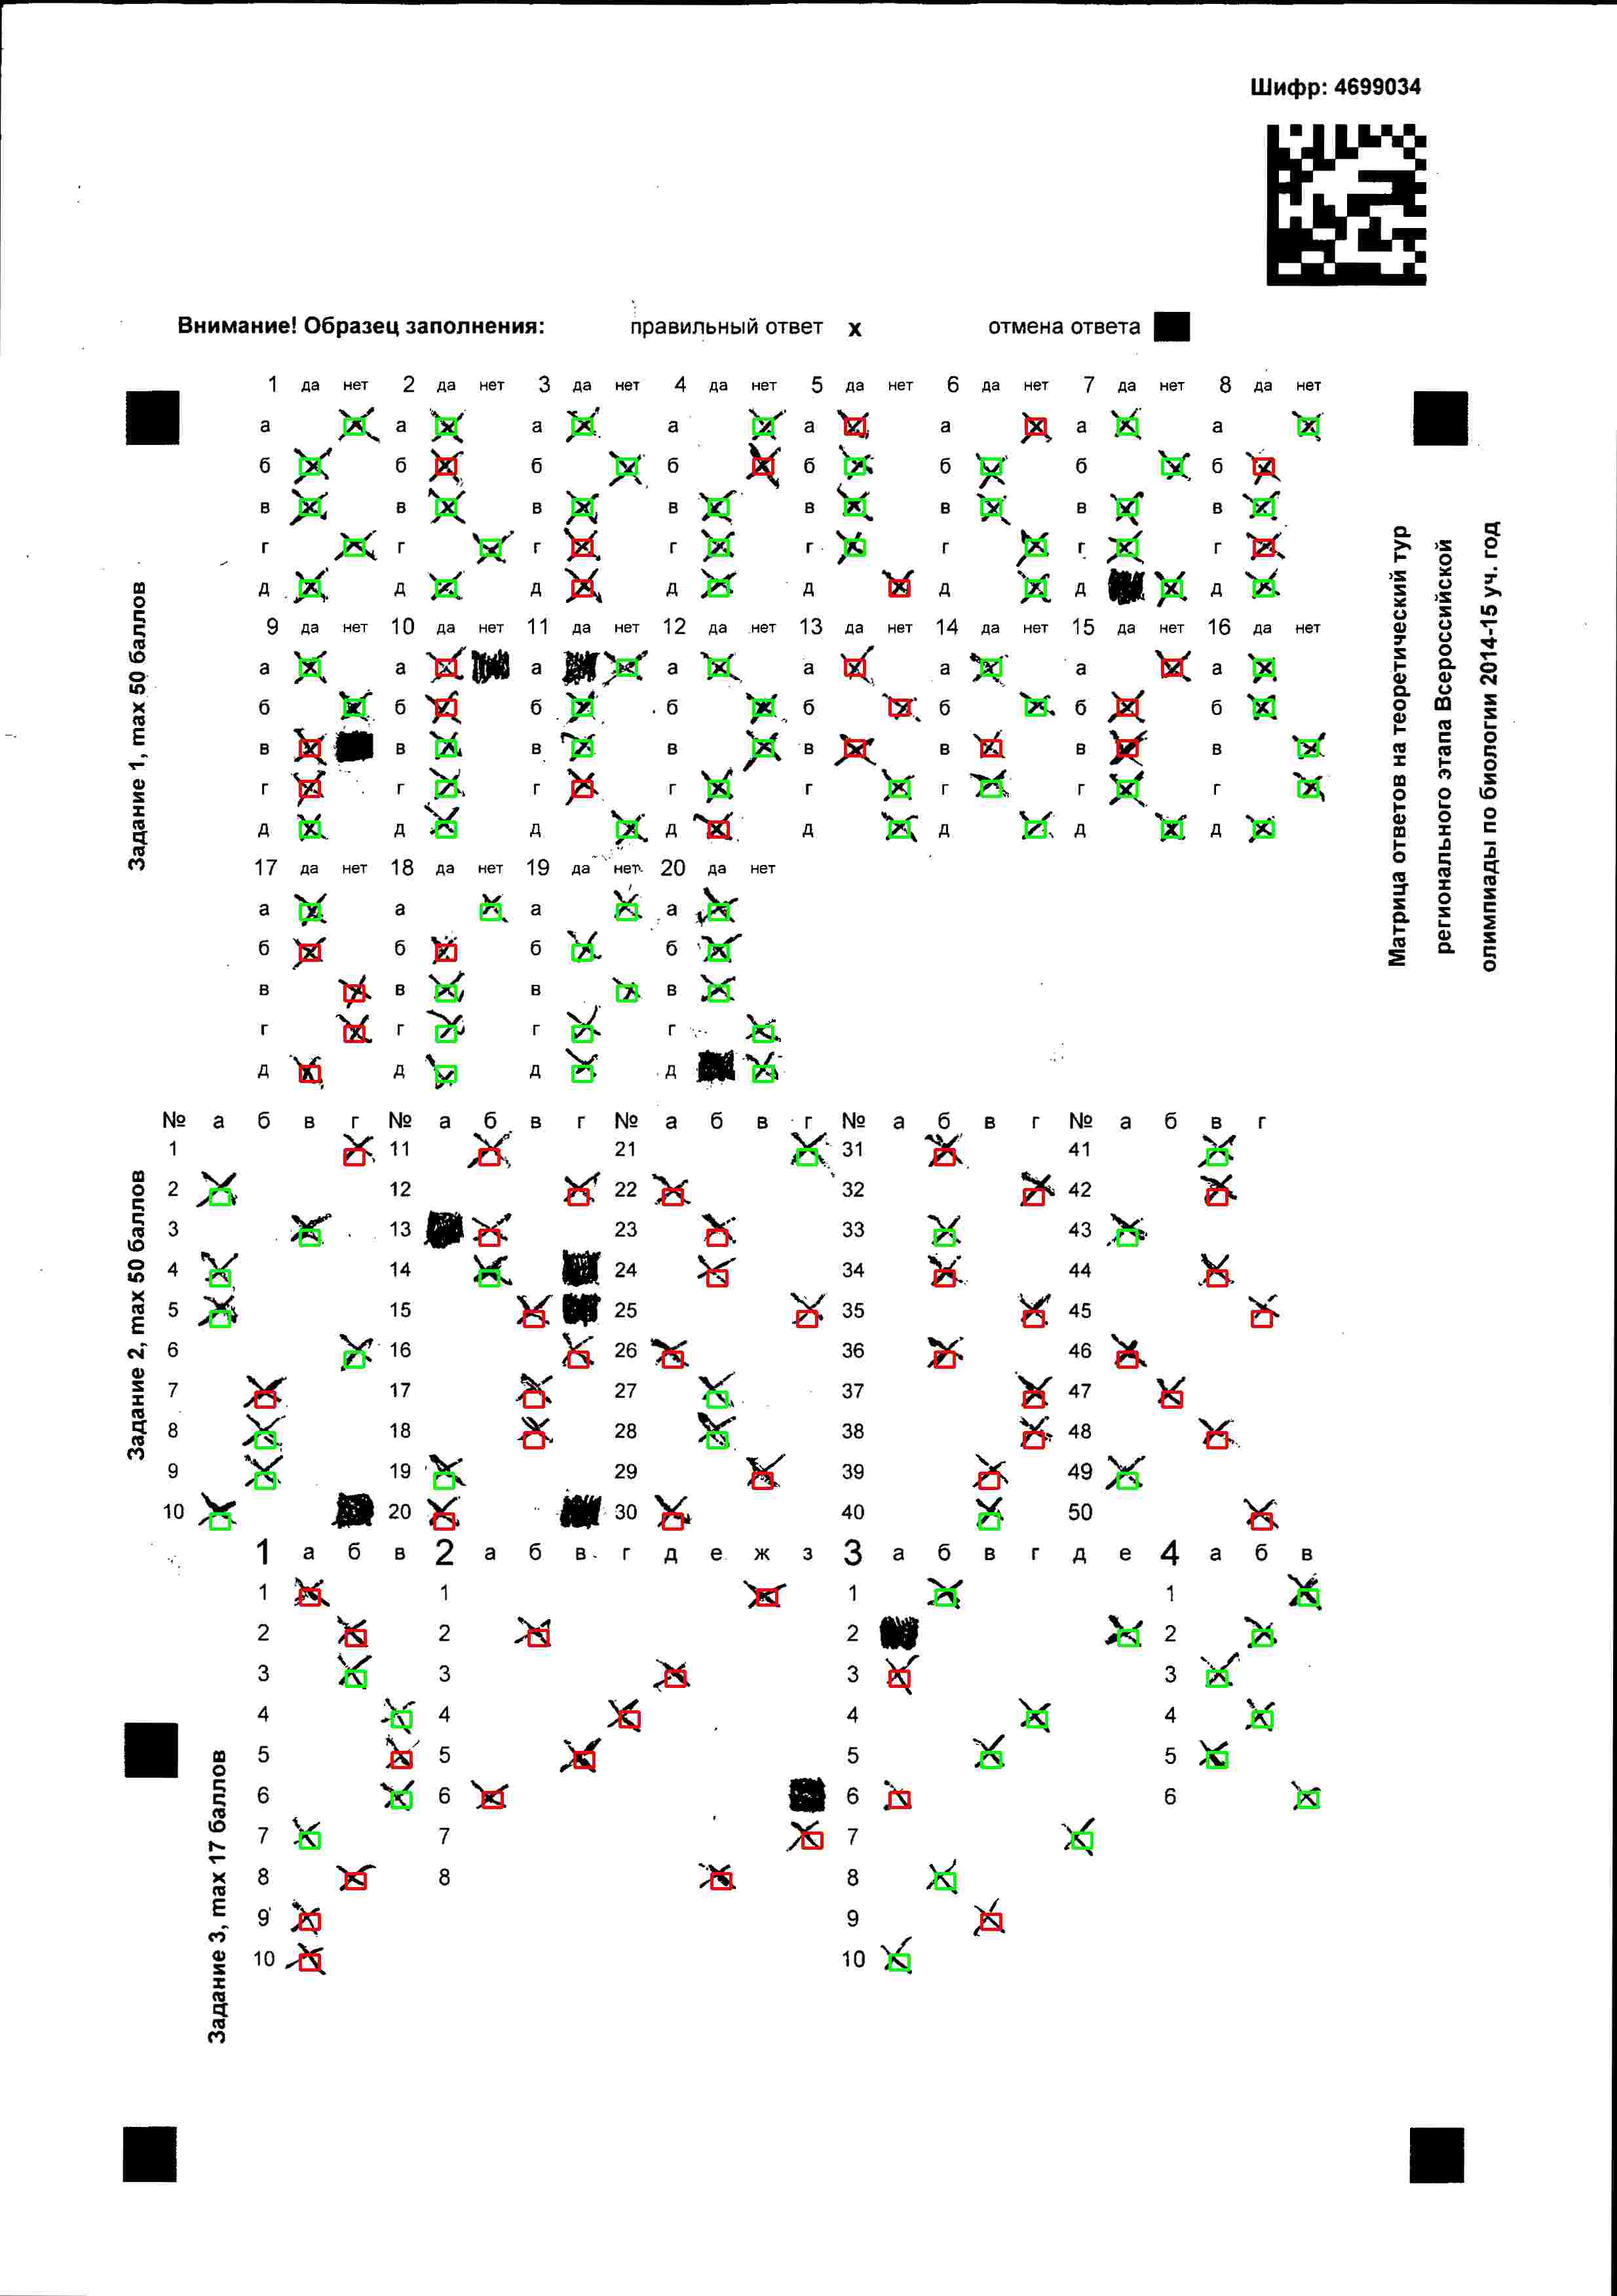 Шифр: 4699034
Внимание! Образец заполнения: правильный ответ x отмена ответа
1 да нет 2 да нет 3 да нет 4 да нет 5 да нет 6 да нет 7 да нет 8 да нет
а а а а а а а а
б б б б б б б б
в в в в в в в в
г г г г г г г г
д д д д д д д д
9 да нет 10 да нет 11 да нет 12 да нет 13 да нет 14 да нет 15 да нет 16 да нет
а а а а а а а а
б б б б б б б б
в в в в в в в в
г г г г г г г г
д д д д д д д д
17 да нет 18 да нет 19 да нет 20 да нет
а а а а
б б б б
в в в в
г г г г
д д д д
Задание 1, max 50 баллов
Матрица ответов на теоретический тур
регионального этапа Всероссийской
олимпиады по биологии 2014-15 уч. год
№ а б в г № а б в г № а б в г № а б в г № а б в г
1 11 21 31 41
2 12 22 32 42
3 13 23 33 43
4 14 24 34 44
5 15 25 35 45
6 16 26 36 46
7 17 27 37 47
8 18 28 38 48
9 19 29 39 49
10 20 30 40 50
Задание 2, max 50 баллов
1 а б в 2 а б в г д е ж з 3 а б в г д е 4 а б в
1 1 1 1
2 2 2 2
3 3 3 3
4 4 4 4
5 5 5 5
6 6 6 6
7 7 7
8 8 8
9 9
10 10
Задание 3, max 17 баллов